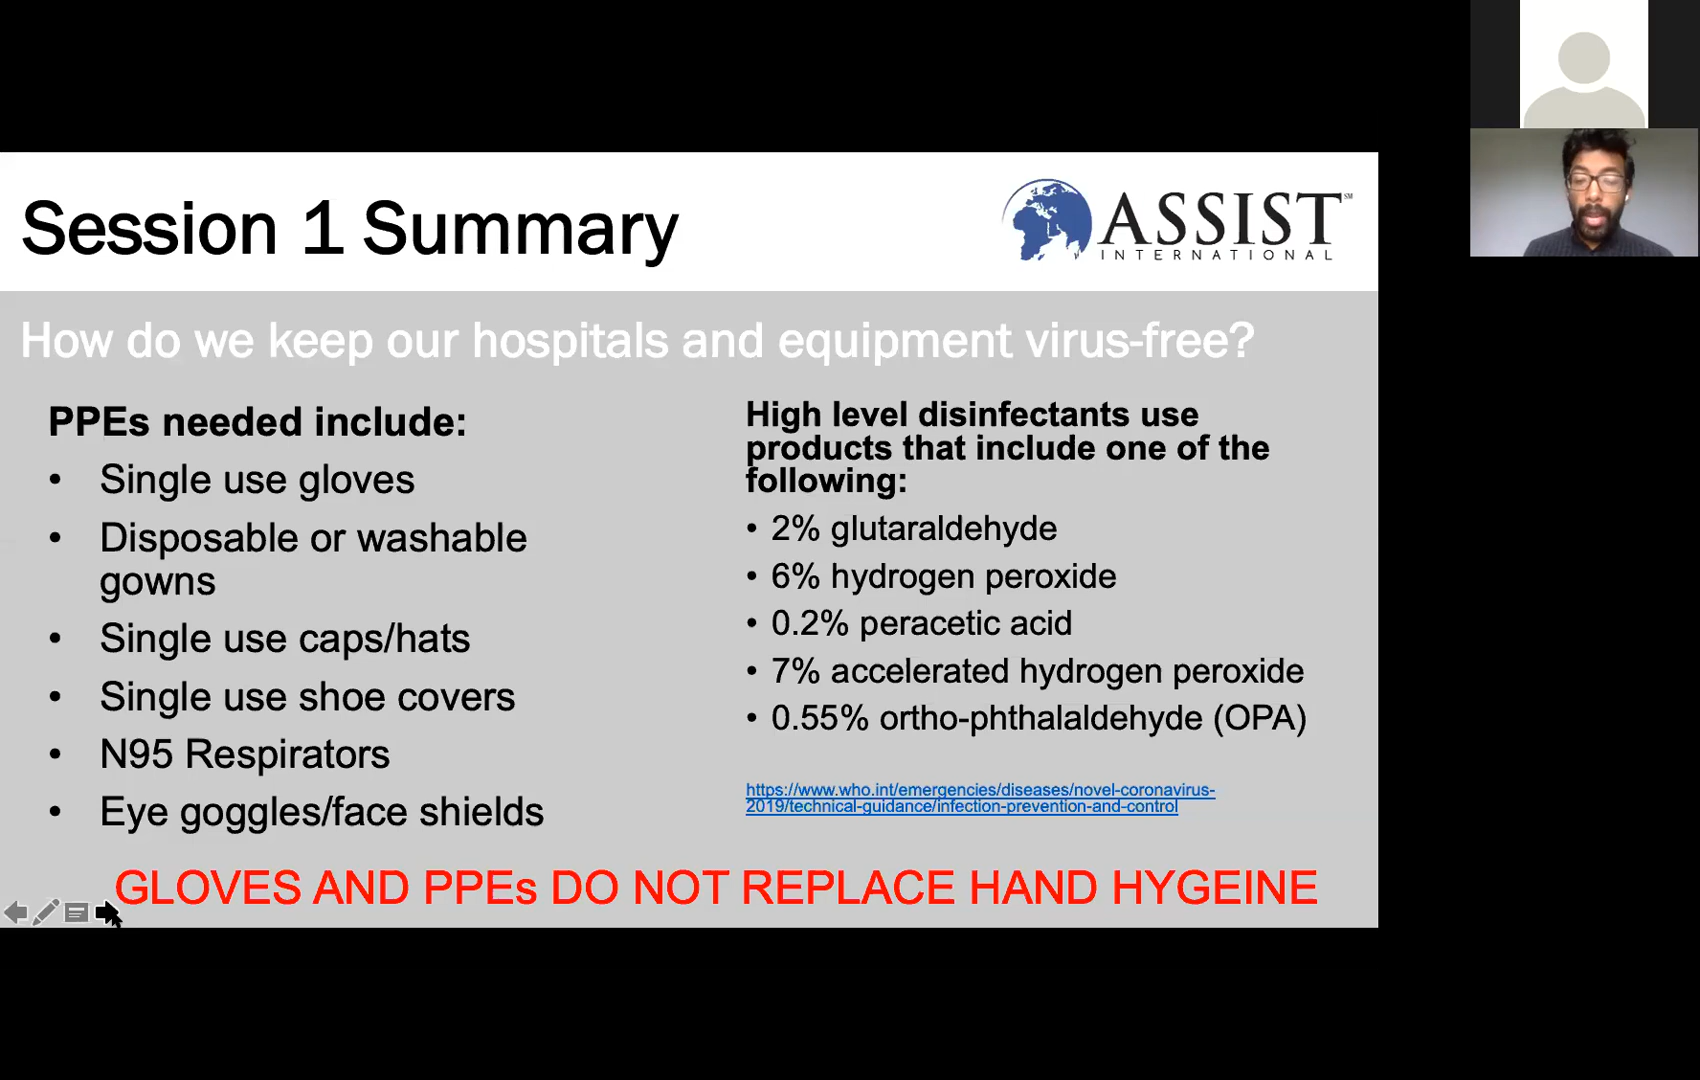 Session 1 Summary
ASSIST SM
INTERNATIONAL
How do we keep our hospitals and equipment virus-free?
PPEs needed include:
• Single use gloves
• Disposable or washable
gowns
• Single use caps/hats
• Single use shoe covers
• N95 Respirators
• Eye goggles/face shields
High level disinfectants use
products that include one of the
following:
• 2% glutaraldehyde
• 6% hydrogen peroxide
• 0.2% peracetic acid
• 7% accelerated hydrogen peroxide
• 0.55% ortho-phthalaldehyde (OPA)
https://www.who.int/emergencies/diseases/novel-coronavirus-
2019/technical-guidance/infection-prevention-and-control
GLOVES AND PPEs DO NOT REPLACE HAND HYGEINE